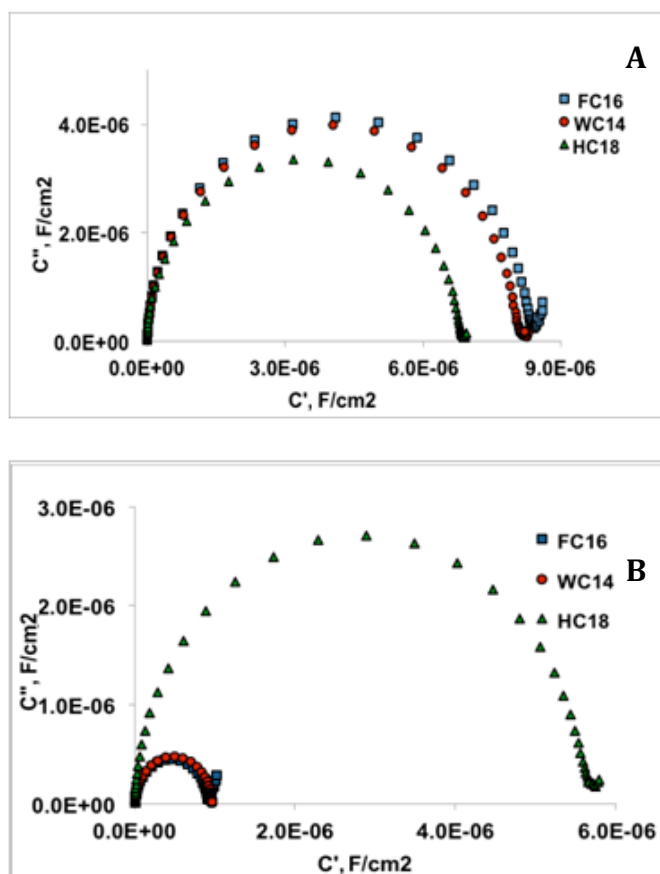 A
FC16
WC14
HC18
C'', F/cm2
4.0E-06
2.0E-06
0.0E+00
0.0E+00 3.0E-06 6.0E-06 9.0E-06
C', F/cm2
B
FC16
WC14
HC18
C'', F/cm2
3.0E-06
2.0E-06
1.0E-06
0.0E+00
0.0E+00 2.0E-06 4.0E-06 6.0E-06
C', F/cm2